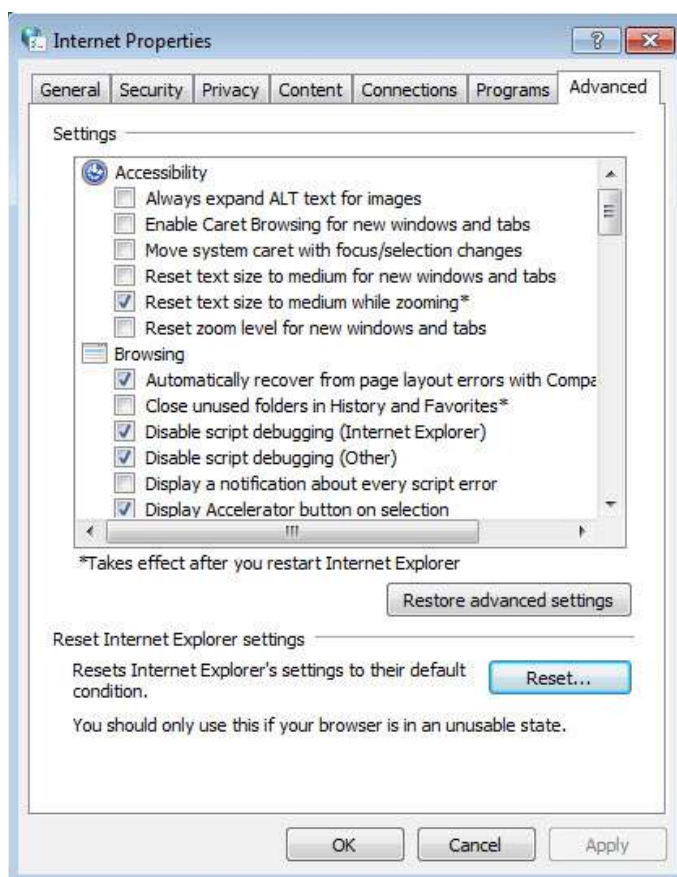 Internet Properties
General Security Privacy Content Connections Programs Advanced
Settings
Accessibility
Always expand ALT text for images
Enable Caret Browsing for new windows and tabs
Move system caret with focus/selection changes
Reset text size to medium for new windows and tabs
Reset text size to medium while zooming*
Reset zoom level for new windows and tabs
Browsing
Automatically recover from page layout errors with Compa
Close unused folders in History and Favorites*
Disable script debugging (Internet Explorer)
Disable script debugging (Other)
Display a notification about every script error
Display Accelerator button on selection
*Takes effect after you restart Internet Explorer
Restore advanced settings
Reset Internet Explorer settings
Resets Internet Explorer's settings to their default
condition.
Reset...
You should only use this if your browser is in an unusable state.
OK Cancel Apply